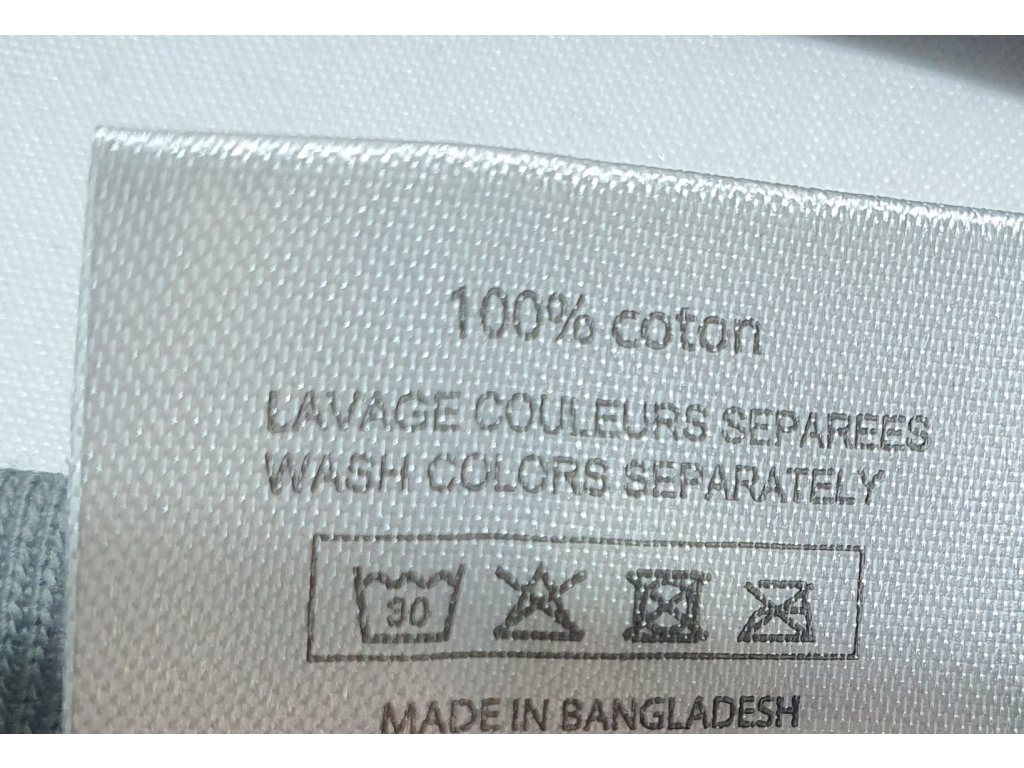 100% coton
LAVAGE COULEURS SEPAREES
WASH COLORS SEPARATELY
30
MADE IN BANGLADESH